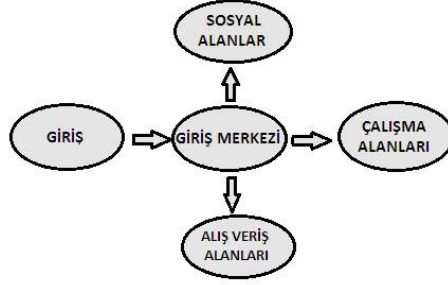 SOSYAL
ALANLAR
GİRİŞ
GİRİŞ MERKEZİ
ÇALIŞMA
ALANLARI
ALIŞ VERİŞ
ALANLARI